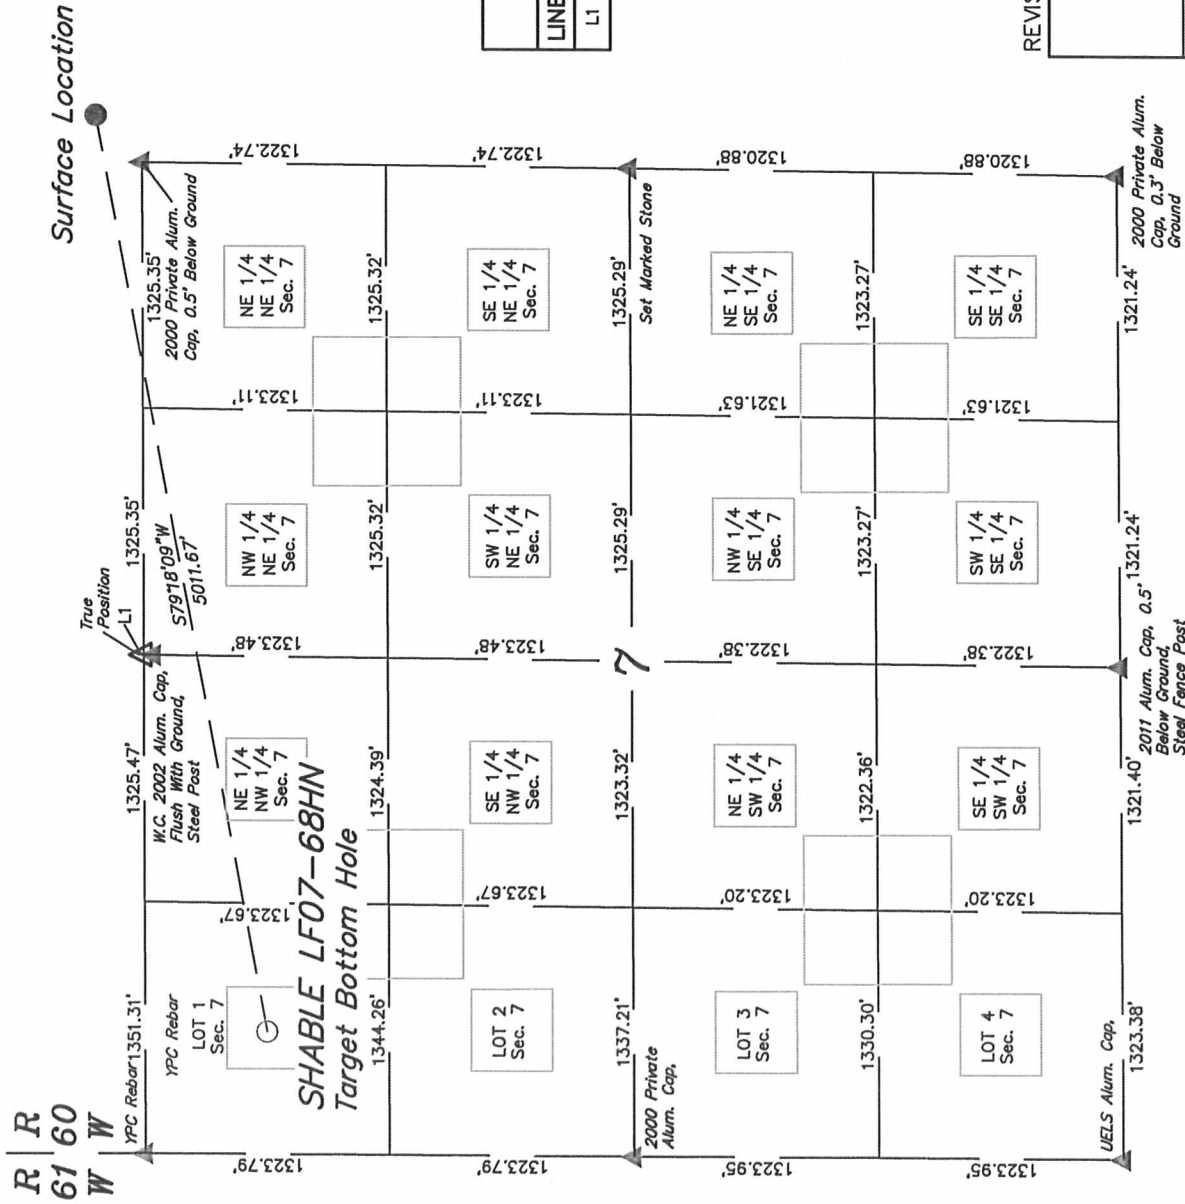 R R
61 60
W W
Surface Location
LINE
L1
REVIS
YPC Rebar
1351.31'
1325.47'
1325.35'
1325.35'
True
Position
L1
S79°18'09"W
5011.67'
W.C. 2002 Alum. Cap,
Flush With Ground,
Steel Post
2000 Private Alum.
Cap, 0.5' Below Ground
YPC Rebar
LOT 1
Sec. 7
NE 1/4
NW 1/4
Sec. 7
NW 1/4
NE 1/4
Sec. 7
NE 1/4
NE 1/4
Sec. 7
1323.79'
1323.67'
1323.48'
1323.11'
1322.74'
SHABLE LF07-68HN
Target Bottom Hole
1344.26'
1324.39'
1325.32'
1325.32'
LOT 2
Sec. 7
SE 1/4
NW 1/4
Sec. 7
SW 1/4
NE 1/4
Sec. 7
SE 1/4
NE 1/4
Sec. 7
1323.79'
1323.67'
1323.48'
1323.11'
1322.74'
1337.21'
1323.32'
7
1325.29'
1325.29'
2000 Private
Alum. Cap,
Set Marked Stone
LOT 3
Sec. 7
NE 1/4
SW 1/4
Sec. 7
NW 1/4
SE 1/4
Sec. 7
NE 1/4
SE 1/4
Sec. 7
1323.95'
1323.20'
1322.38'
1321.63'
1320.88'
1330.30'
1322.36'
1323.27'
1323.27'
LOT 4
Sec. 7
SE 1/4
SW 1/4
Sec. 7
SW 1/4
SE 1/4
Sec. 7
SE 1/4
SE 1/4
Sec. 7
1323.95'
1323.20'
1322.38'
1321.63'
1320.88'
UELS Alum. Cap,
1323.38'
1321.40'
1321.24'
1321.24'
2011 Alum. Cap, 0.5'
Below Ground,
Steel Fence Post
2000 Private Alum.
Cap, 0.3' Below
Ground